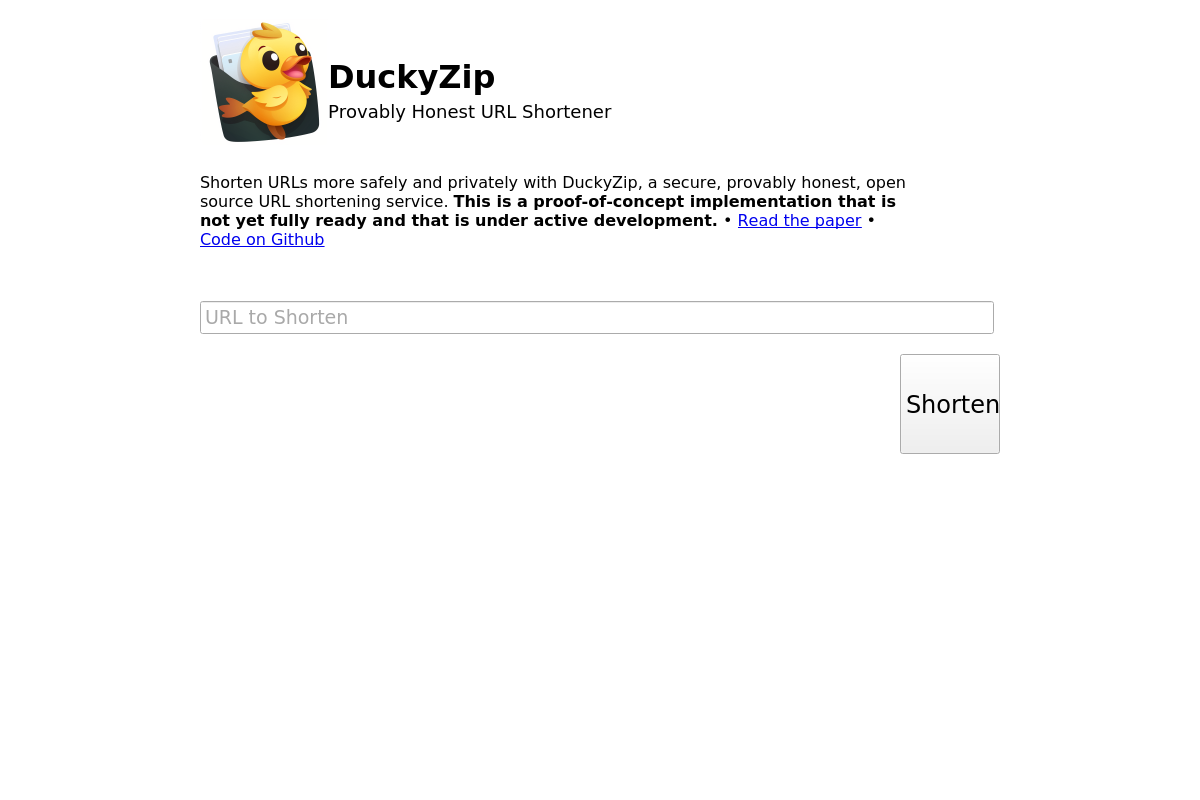 DuckyZip
Provably Honest URL Shortener
Shorten URLs more safely and privately with DuckyZip, a secure, provably honest, open
source URL shortening service. This is a proof-of-concept implementation that is
not yet fully ready and that is under active development. • Read the paper •
Code on Github
URL to Shorten
Shorten